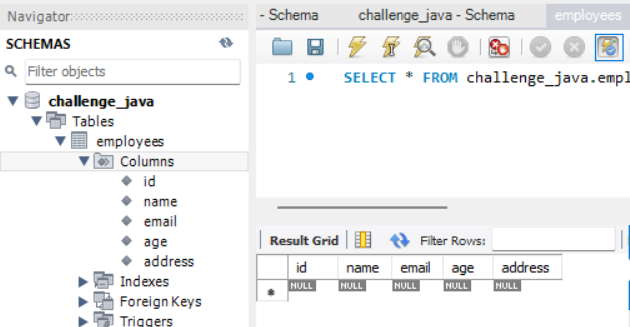 Navigator
- Schema
challenge_java - Schema
employees
SCHEMAS
Filter objects
challenge_java
Tables
employees
Columns
id
name
email
age
address
Indexes
Foreign Keys
Triggers
1
SELECT * FROM challenge_java.empl
Result Grid
Filter Rows:
id name email age address
* NULL NULL NULL NULL NULL